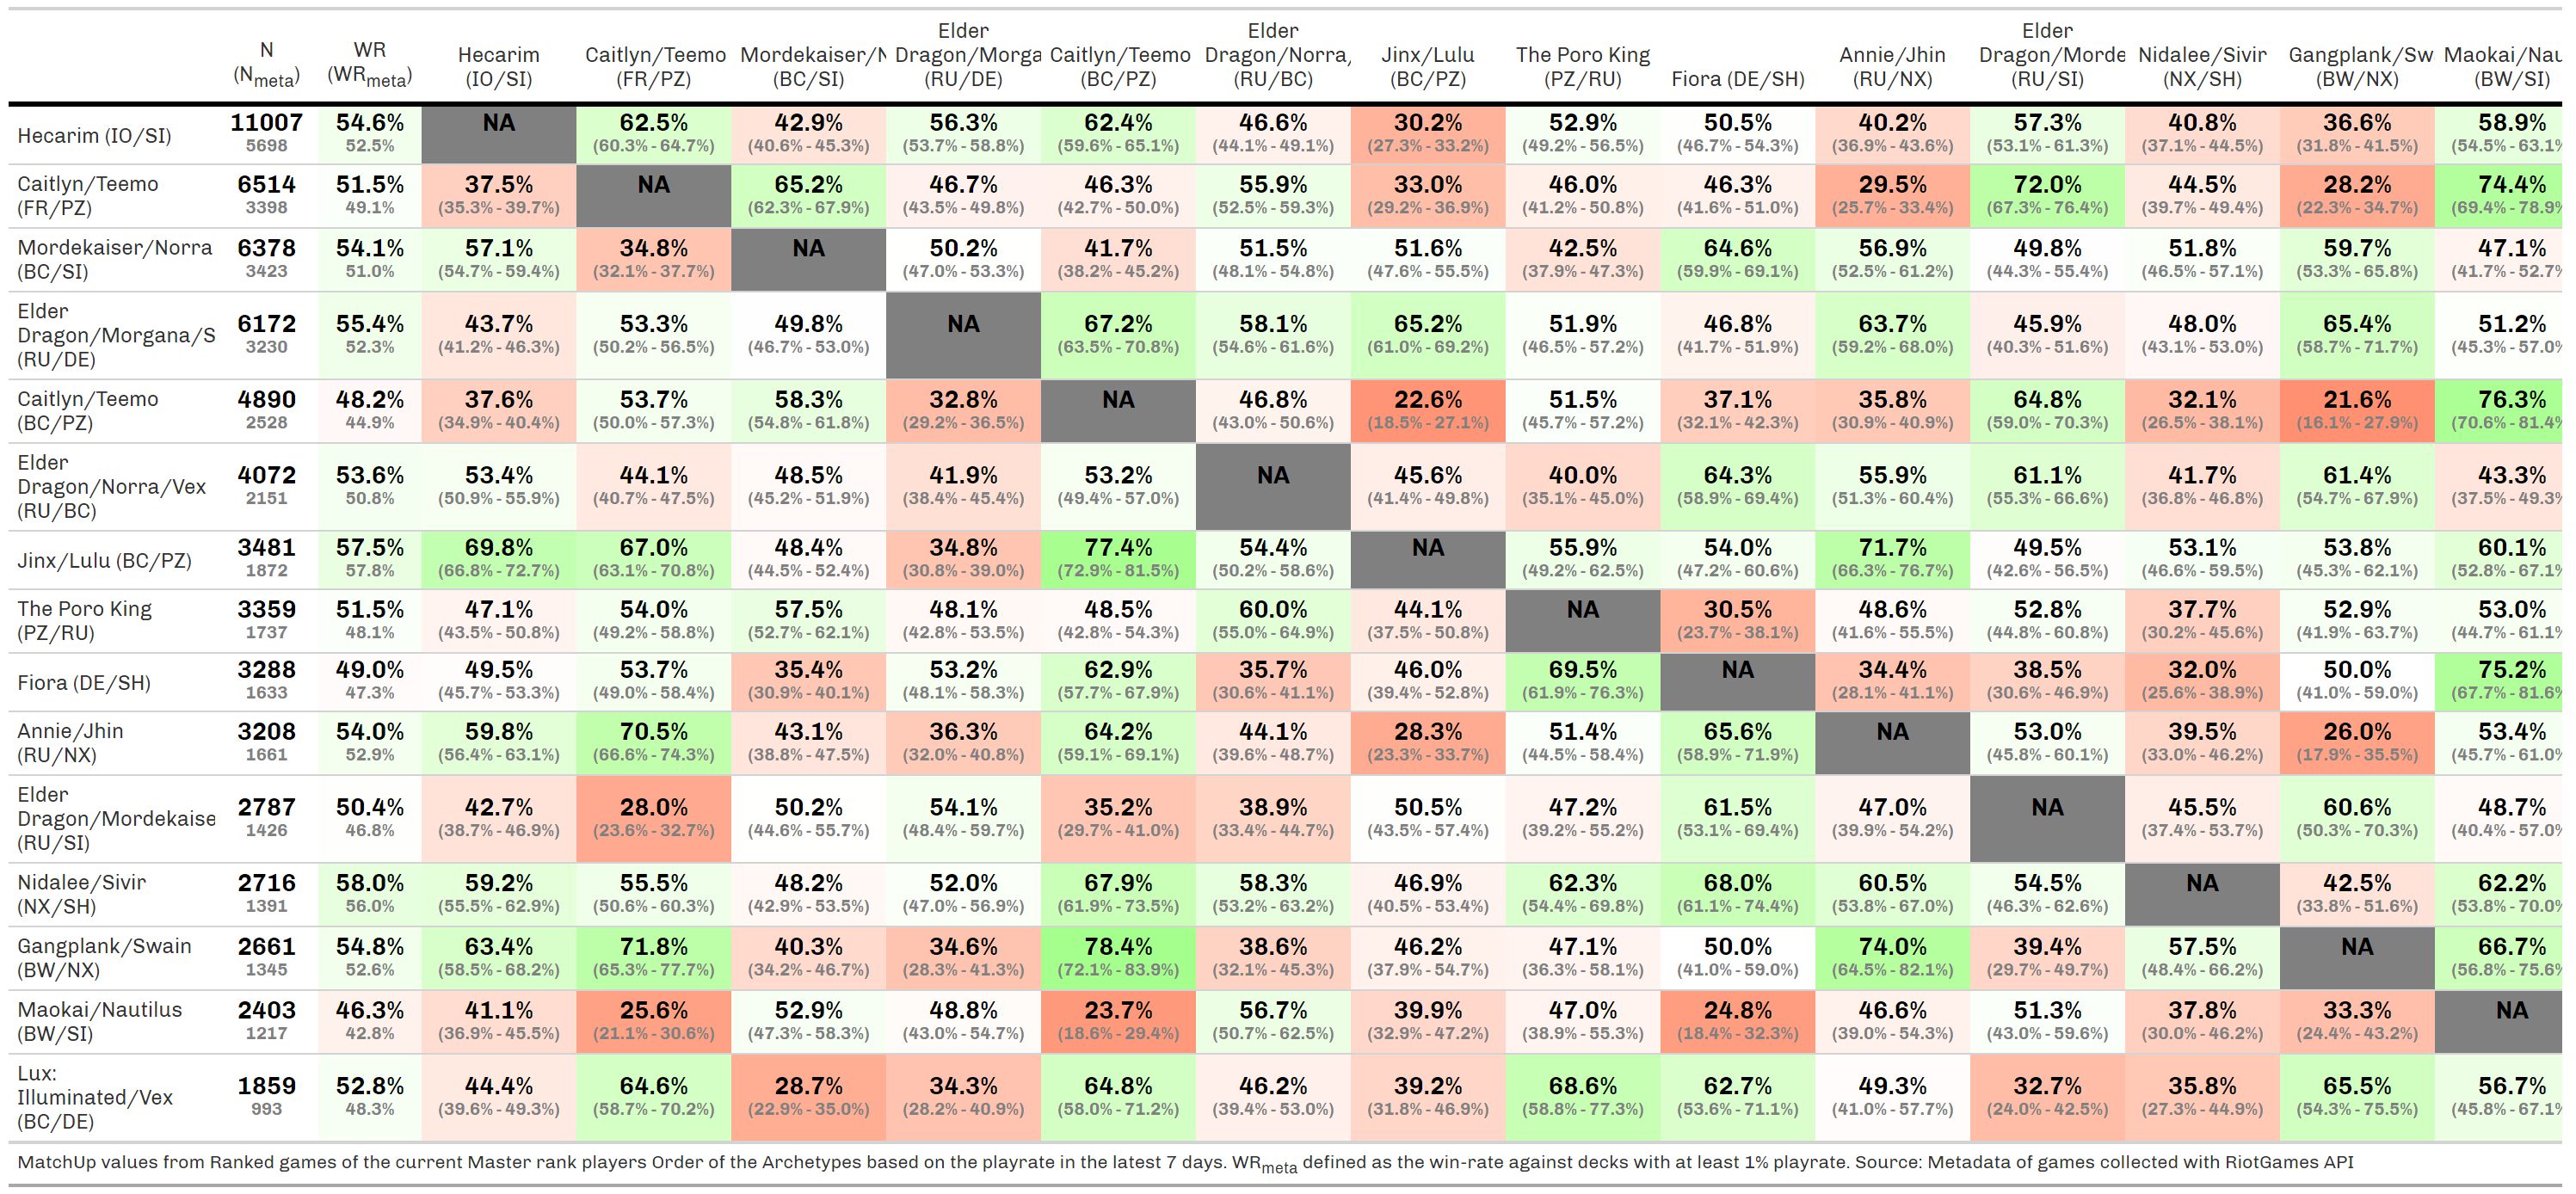 N (Nmeta) WR (WRmeta) Hecarim (IO/SI) Caitlyn/Teemo (FR/PZ) Mordekaiser/N (BC/SI) Elder Dragon/Morga (RU/DE) Caitlyn/Teemo (BC/PZ) Elder Dragon/Norra/ (RU/BC) Jinx/Lulu (BC/PZ) The Poro King (PZ/RU) Fiora (DE/SH) Annie/Jhin (RU/NX) Elder Dragon/Morde (RU/SI) Nidalee/Sivir (NX/SH) Gangplank/Sw (BW/NX) Maokai/Nau (BW/SI)
Hecarim (IO/SI) 11007 54.6% NA 62.5% 42.9% 56.3% 62.4% 46.6% 30.2% 52.9% 50.5% 40.2% 57.3% 40.8% 36.6% 58.9%
5698 52.5% (60.3% - 64.7%) (40.6% - 45.3%) (53.7% - 58.8%) (59.6% - 65.1%) (44.1% - 49.1%) (27.3% - 33.2%) (49.2% - 56.5%) (46.7% - 54.3%) (36.9% - 43.6%) (53.1% - 61.3%) (37.1% - 44.5%) (31.8% - 41.5%) (54.5% - 63.1%
Caitlyn/Teemo (FR/PZ) 6514 51.5% 37.5% NA 65.2% 46.7% 46.3% 55.9% 33.0% 46.0% 46.3% 29.5% 72.0% 44.5% 28.2% 74.4%
3398 49.1% (35.3% - 39.7%) (62.3% - 67.9%) (43.5% - 49.8%) (42.7% - 50.0%) (52.5% - 59.3%) (29.2% - 36.9%) (41.2% - 50.8%) (41.6% - 51.0%) (25.7% - 33.4%) (67.3% - 76.4%) (39.7% - 49.4%) (22.3% - 34.7%) (69.4% - 78.9%
Mordekaiser/Norra (BC/SI) 6378 54.1% 57.1% 34.8% NA 50.2% 41.7% 51.5% 51.6% 42.5% 64.6% 56.9% 49.8% 51.8% 59.7% 47.1%
3423 51.0% (54.7% - 59.4%) (32.1% - 37.7%) (47.0% - 53.3%) (38.2% - 45.2%) (48.1% - 54.8%) (47.6% - 55.5%) (37.9% - 47.3%) (59.9% - 69.1%) (52.5% - 61.2%) (44.3% - 55.4%) (46.5% - 57.1%) (53.3% - 65.8%) (41.7% - 52.7%
Elder Dragon/Morgana/S (RU/DE) 6172 55.4% 43.7% 53.3% 49.8% NA 67.2% 58.1% 65.2% 51.9% 46.8% 63.7% 45.9% 48.0% 65.4% 51.2%
3230 52.3% (41.2% - 46.3%) (50.2% - 56.5%) (46.7% - 53.0%) (63.5% - 70.8%) (54.6% - 61.6%) (61.0% - 69.2%) (46.5% - 57.2%) (41.7% - 51.9%) (59.2% - 68.0%) (40.3% - 51.6%) (43.1% - 53.0%) (58.7% - 71.7%) (45.3% - 57.0%
Caitlyn/Teemo (BC/PZ) 4890 48.2% 37.6% 53.7% 58.3% 32.8% NA 46.8% 22.6% 51.5% 37.1% 35.8% 64.8% 32.1% 21.6% 76.3%
2528 44.9% (34.9% - 40.4%) (50.0% - 57.3%) (54.8% - 61.8%) (29.2% - 36.5%) (43.0% - 50.6%) (18.5% - 27.1%) (45.7% - 57.2%) (32.1% - 42.3%) (30.9% - 40.9%) (59.0% - 70.3%) (26.5% - 38.1%) (16.1% - 27.9%) (70.6% - 81.4%
Elder Dragon/Norra/Vex (RU/BC) 4072 53.6% 53.4% 44.1% 48.5% 41.9% 53.2% NA 45.6% 40.0% 64.3% 55.9% 61.1% 41.7% 61.4% 43.3%
2151 50.8% (50.9% - 55.9%) (40.7% - 47.5%) (45.2% - 51.9%) (38.4% - 45.4%) (49.4% - 57.0%) (41.4% - 49.8%) (35.1% - 45.0%) (58.9% - 69.4%) (51.3% - 60.4%) (55.3% - 66.6%) (36.8% - 46.8%) (54.7% - 67.9%) (37.5% - 49.3%
Jinx/Lulu (BC/PZ) 3481 57.5% 69.8% 67.0% 48.4% 34.8% 77.4% 54.4% NA 55.9% 54.0% 71.7% 49.5% 53.1% 53.8% 60.1%
1872 57.8% (66.8% - 72.7%) (63.1% - 70.8%) (44.5% - 52.4%) (30.8% - 39.0%) (72.9% - 81.5%) (50.2% - 58.6%) (49.2% - 62.5%) (47.2% - 60.6%) (66.3% - 76.7%) (42.6% - 56.5%) (46.6% - 59.5%) (45.3% - 62.1%) (52.8% - 67.1%
The Poro King (PZ/RU) 3359 51.5% 47.1% 54.0% 57.5% 48.1% 48.5% 60.0% 44.1% NA 30.5% 48.6% 52.8% 37.7% 52.9% 53.0%
1737 48.1% (43.5% - 50.8%) (49.2% - 58.8%) (52.7% - 62.1%) (42.8% - 53.5%) (42.8% - 54.3%) (55.0% - 64.9%) (37.5% - 50.8%) (23.7% - 38.1%) (41.6% - 55.5%) (44.8% - 60.8%) (30.2% - 45.6%) (41.9% - 63.7%) (44.7% - 61.1%
Fiora (DE/SH) 3288 49.0% 49.5% 53.7% 35.4% 53.2% 62.9% 35.7% 46.0% 69.5% NA 34.4% 38.5% 32.0% 50.0% 75.2%
1633 47.3% (45.7% - 53.3%) (49.0% - 58.4%) (30.9% - 40.1%) (48.1% - 58.3%) (57.7% - 67.9%) (30.6% - 41.1%) (39.4% - 52.8%) (61.9% - 76.3%) (28.1% - 41.1%) (30.6% - 46.9%) (25.6% - 38.9%) (41.0% - 59.0%) (67.7% - 81.6%
Annie/Jhin (RU/NX) 3208 54.0% 59.8% 70.5% 43.1% 36.3% 64.2% 44.1% 28.3% 51.4% 65.6% NA 53.0% 39.5% 26.0% 53.4%
1661 52.9% (56.4% - 63.1%) (66.6% - 74.3%) (38.8% - 47.5%) (32.0% - 40.8%) (59.1% - 69.1%) (39.6% - 48.7%) (23.3% - 33.7%) (44.5% - 58.4%) (58.9% - 71.9%) (45.8% - 60.1%) (33.0% - 46.2%) (17.9% - 35.5%) (45.7% - 61.0%
Elder Dragon/Mordekaise (RU/SI) 2787 50.4% 42.7% 28.0% 50.2% 54.1% 35.2% 38.9% 50.5% 47.2% 61.5% 47.0% NA 45.5% 60.6% 48.7%
1426 46.8% (38.7% - 46.9%) (23.6% - 32.7%) (44.6% - 55.7%) (48.4% - 59.7%) (29.7% - 41.0%) (33.4% - 44.7%) (43.5% - 57.4%) (39.2% - 55.2%) (53.1% - 69.4%) (39.9% - 54.2%) (37.4% - 53.7%) (50.3% - 70.3%) (40.4% - 57.0%
Nidalee/Sivir (NX/SH) 2716 58.0% 59.2% 55.5% 48.2% 52.0% 67.9% 58.3% 46.9% 62.3% 68.0% 60.5% 54.5% NA 42.5% 62.2%
1391 56.0% (55.5% - 62.9%) (50.6% - 60.3%) (42.9% - 53.5%) (47.0% - 56.9%) (61.9% - 73.5%) (53.2% - 63.2%) (40.5% - 53.4%) (54.4% - 69.8%) (61.1% - 74.4%) (53.8% - 67.0%) (46.3% - 62.6%) (33.8% - 51.6%) (53.8% - 70.0%
Gangplank/Swain (BW/NX) 2661 54.8% 63.4% 71.8% 40.3% 34.6% 78.4% 38.6% 46.2% 47.1% 50.0% 74.0% 39.4% 57.5% NA 66.7%
1345 52.6% (58.5% - 68.2%) (65.3% - 77.7%) (34.2% - 46.7%) (28.3% - 41.3%) (72.1% - 83.9%) (32.1% - 45.3%) (37.9% - 54.7%) (36.3% - 58.1%) (41.0% - 59.0%) (64.5% - 82.1%) (29.7% - 49.7%) (48.4% - 66.2%) (56.8% - 75.6%
Maokai/Nautilus (BW/SI) 2403 46.3% 41.1% 25.6% 52.9% 48.8% 23.7% 56.7% 39.9% 47.0% 24.8% 46.6% 51.3% 37.8% 33.3% NA
1217 42.8% (36.9% - 45.5%) (21.1% - 30.6%) (47.3% - 58.3%) (43.0% - 54.7%) (18.6% - 29.4%) (50.7% - 62.5%) (32.9% - 47.2%) (38.9% - 55.3%) (18.4% - 32.3%) (39.0% - 54.3%) (43.0% - 59.6%) (30.0% - 46.2%) (24.4% - 43.2%)
Lux: Illuminated/Vex (BC/DE) 1859 52.8% 44.4% 64.6% 28.7% 34.3% 64.8% 46.2% 39.2% 68.6% 62.7% 49.3% 32.7% 35.8% 65.5% 56.7%
993 48.3% (39.6% - 49.3%) (58.7% - 70.2%) (22.9% - 35.0%) (28.2% - 40.9%) (58.0% - 71.2%) (39.4% - 53.0%) (31.8% - 46.9%) (58.8% - 77.3%) (53.6% - 71.1%) (41.0% - 57.7%) (24.0% - 42.5%) (27.3% - 44.9%) (54.3% - 75.5%) (45.8% - 67.1%
MatchUp values from Ranked games of the current Master rank players Order of the Archetypes based on the playrate in the latest 7 days. WRmeta defined as the win-rate against decks with at least 1% playrate. Source: Metadata of games collected with RiotGames API